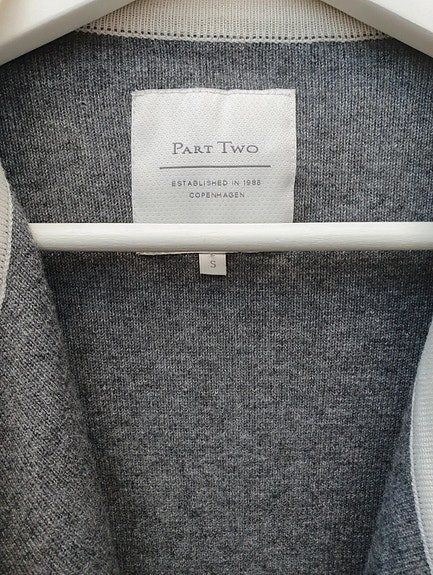 PART TWO
ESTABLISHED IN 1986
COPENHAGEN
S